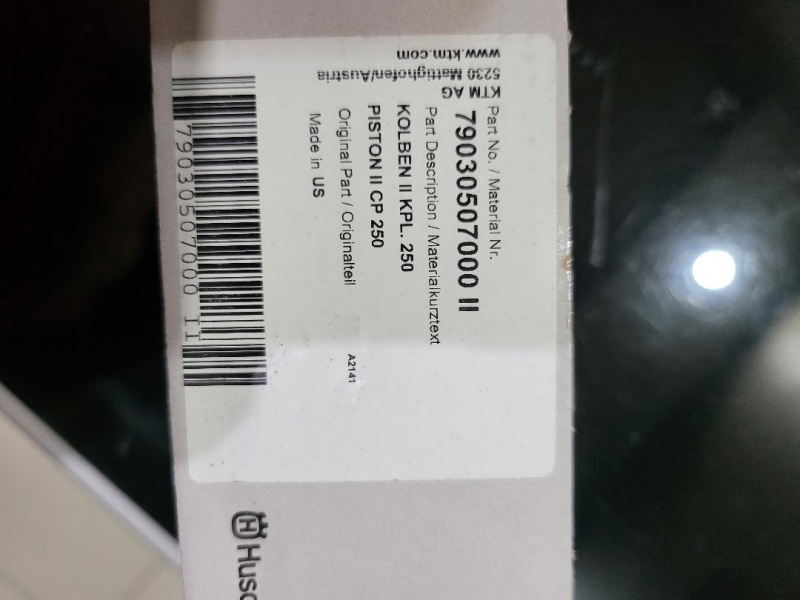 Part No. / Material Nr.
79030507000 II
Part Description / Materialkurztext
KOLBEN II KPL. 250
PISTON II CP 250
Original Part / Originalteil
Made in US
A2141
KTM AG
5230 Mattighofen/Austria
www.ktm.com
79030507000 II
H Husq